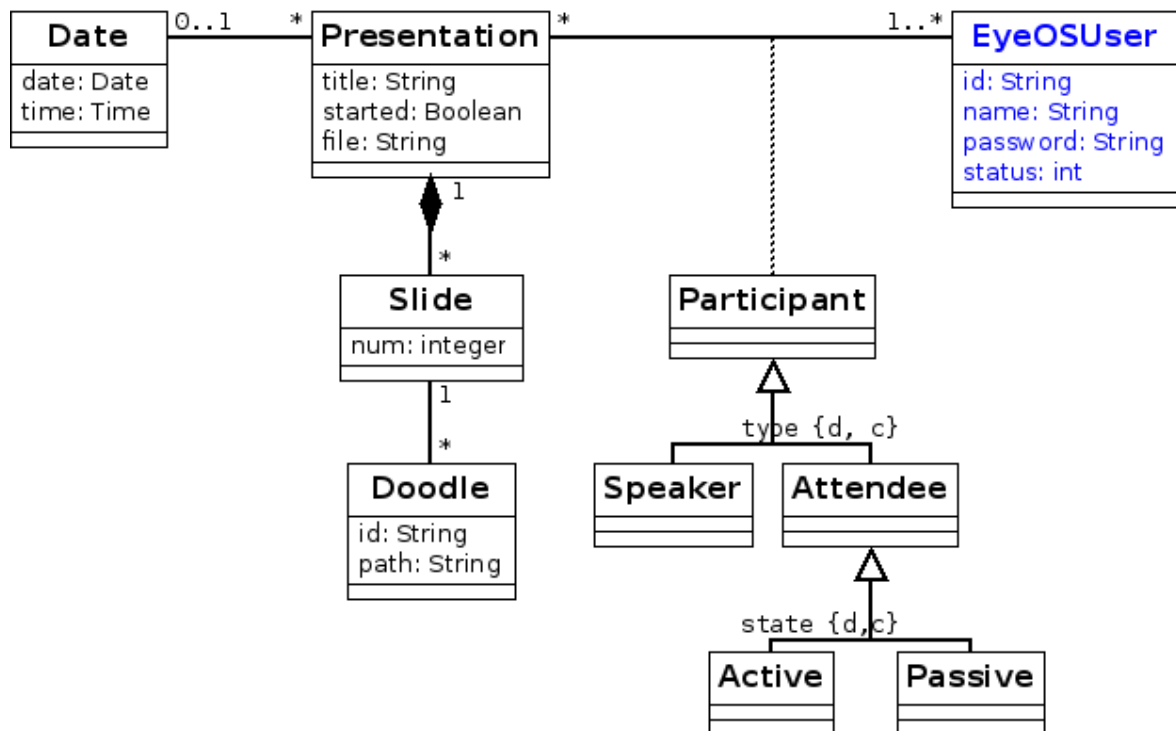 Date
date: Date
time: Time
0..1
*
Presentation
title: String
started: Boolean
file: String
*
1..*
EyeOSUser
id: String
name: String
password: String
status: int
1
*
Slide
num: integer
1
*
Doodle
id: String
path: String
Participant
type {d, c}
Speaker
Attendee
state {d,c}
Active
Passive